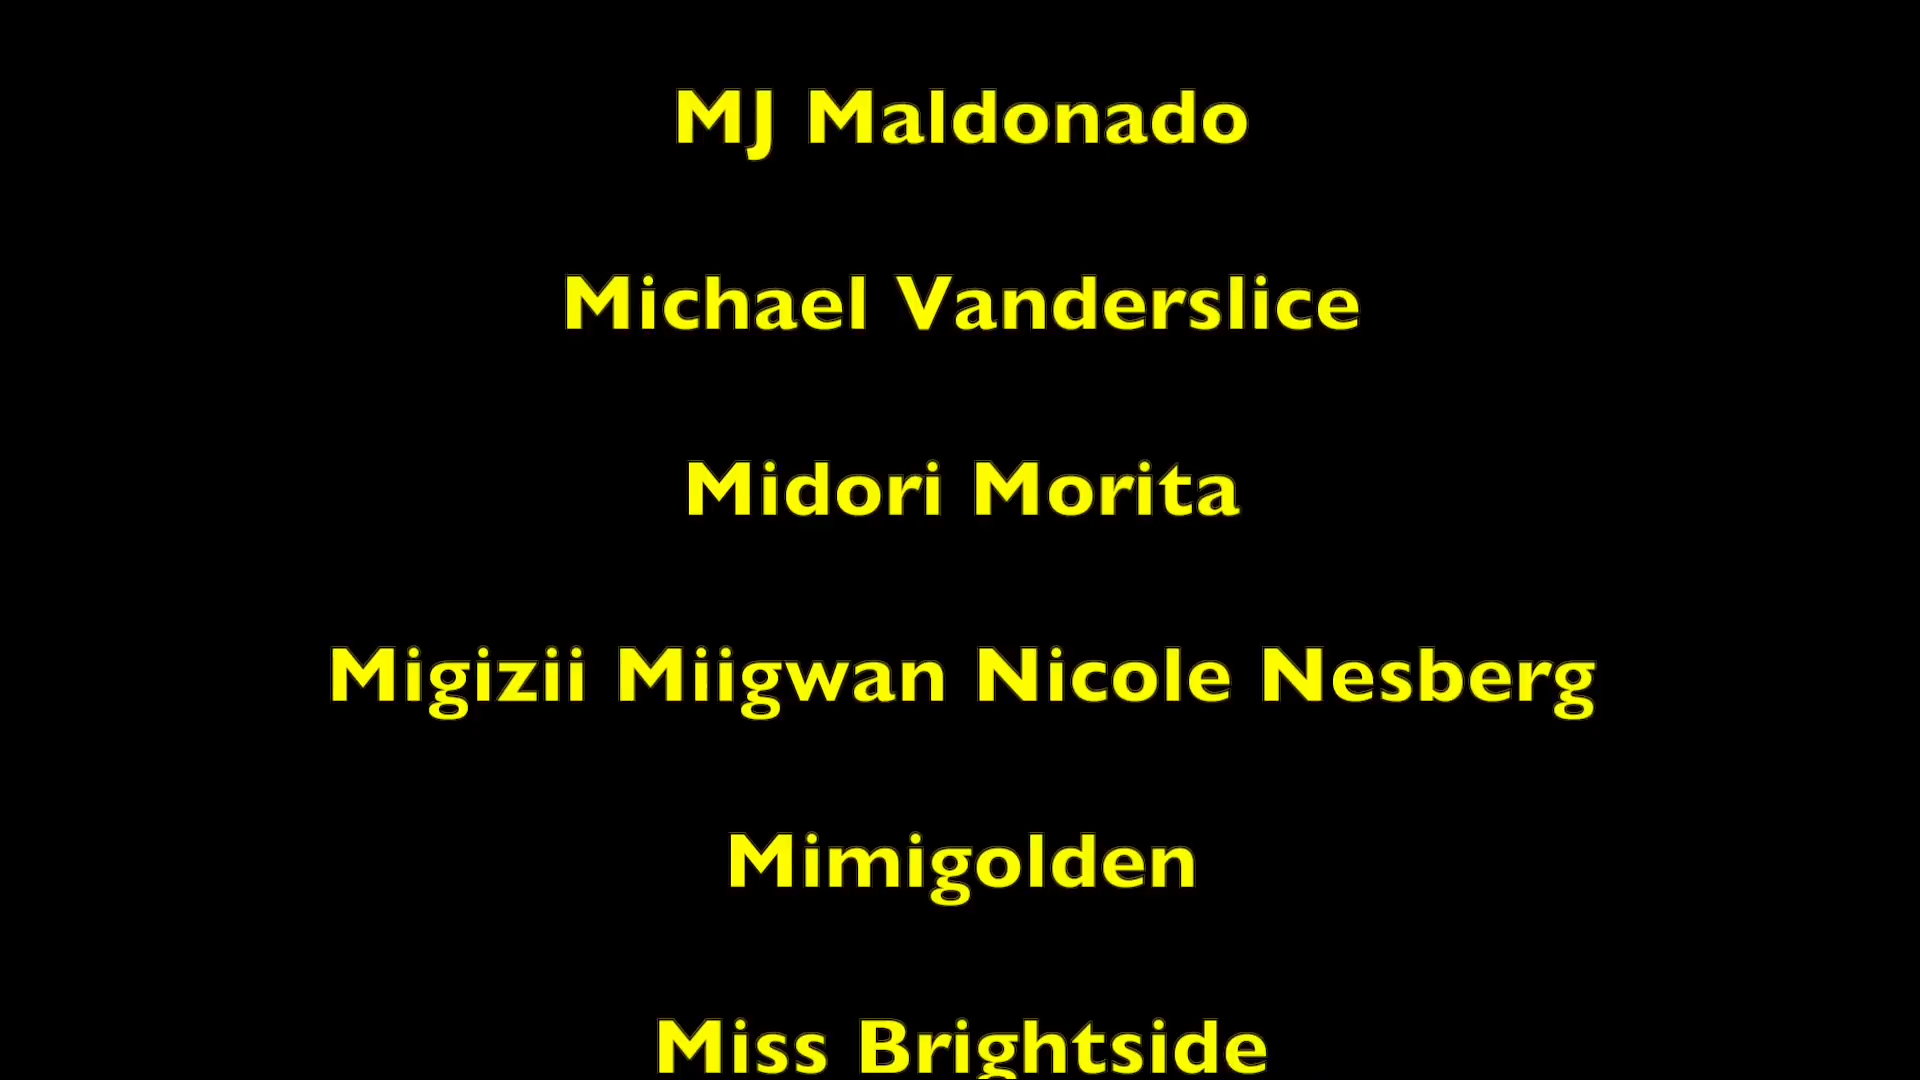 MJ Maldonado
Michael Vanderslice
Midori Morita
Migizii Miigwan Nicole Nesberg
Mimigolden
Miss Brightside